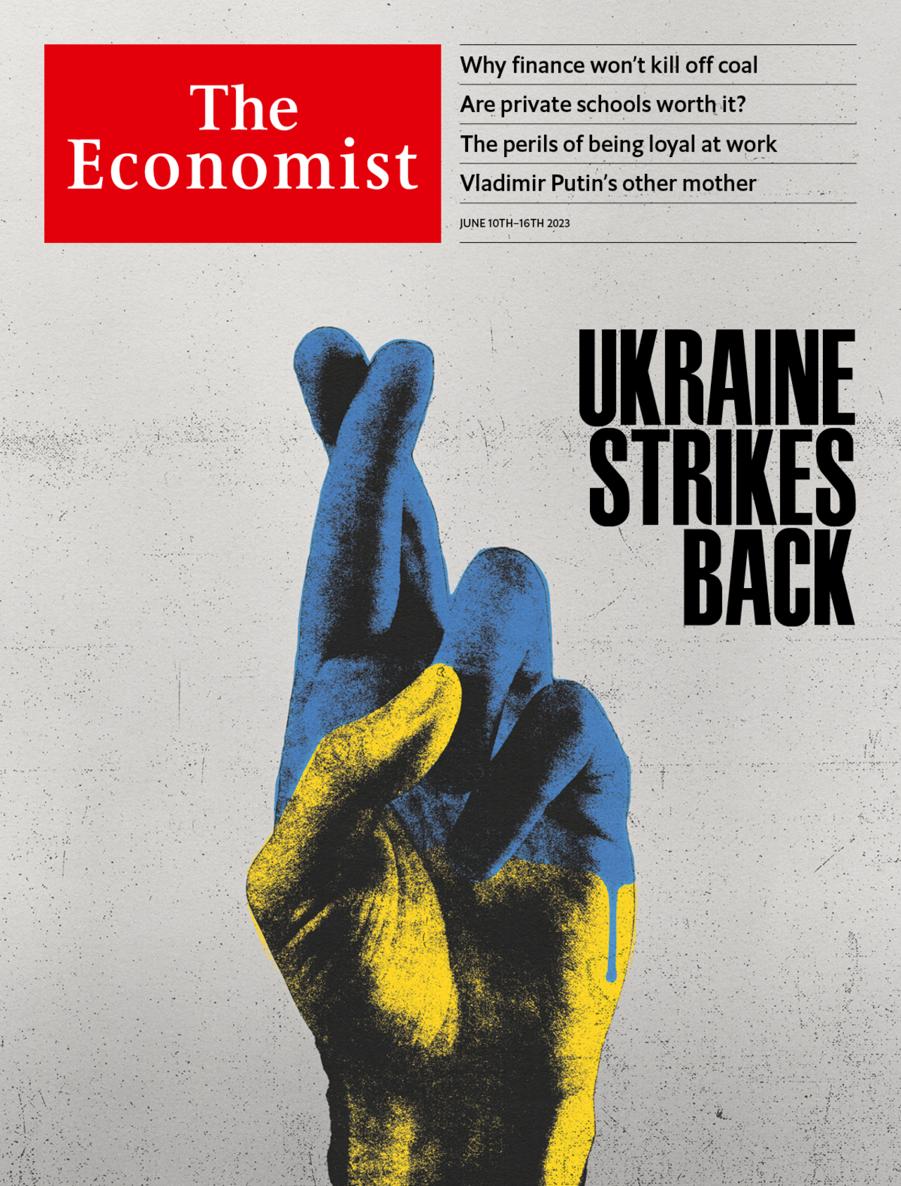 The
Economist
Why finance won't kill off coal
Are private schools worth it?
The perils of being loyal at work
Vladimir Putin's other mother
JUNE 10TH–16TH 2023
UKRAINE
STRIKES
BACK